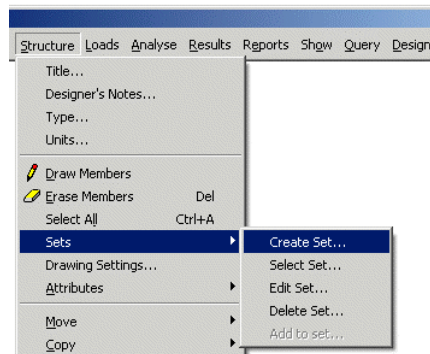 Structure Loads Analyse Results Reports Show Query Design
Title...
Designer's Notes...
Type...
Units...
Draw Members
Erase Members Del
Select All Ctrl+A
Sets
Create Set...
Drawing Settings...
Select Set...
Attributes
Edit Set...
Delete Set...
Move
Add to set...
Copy